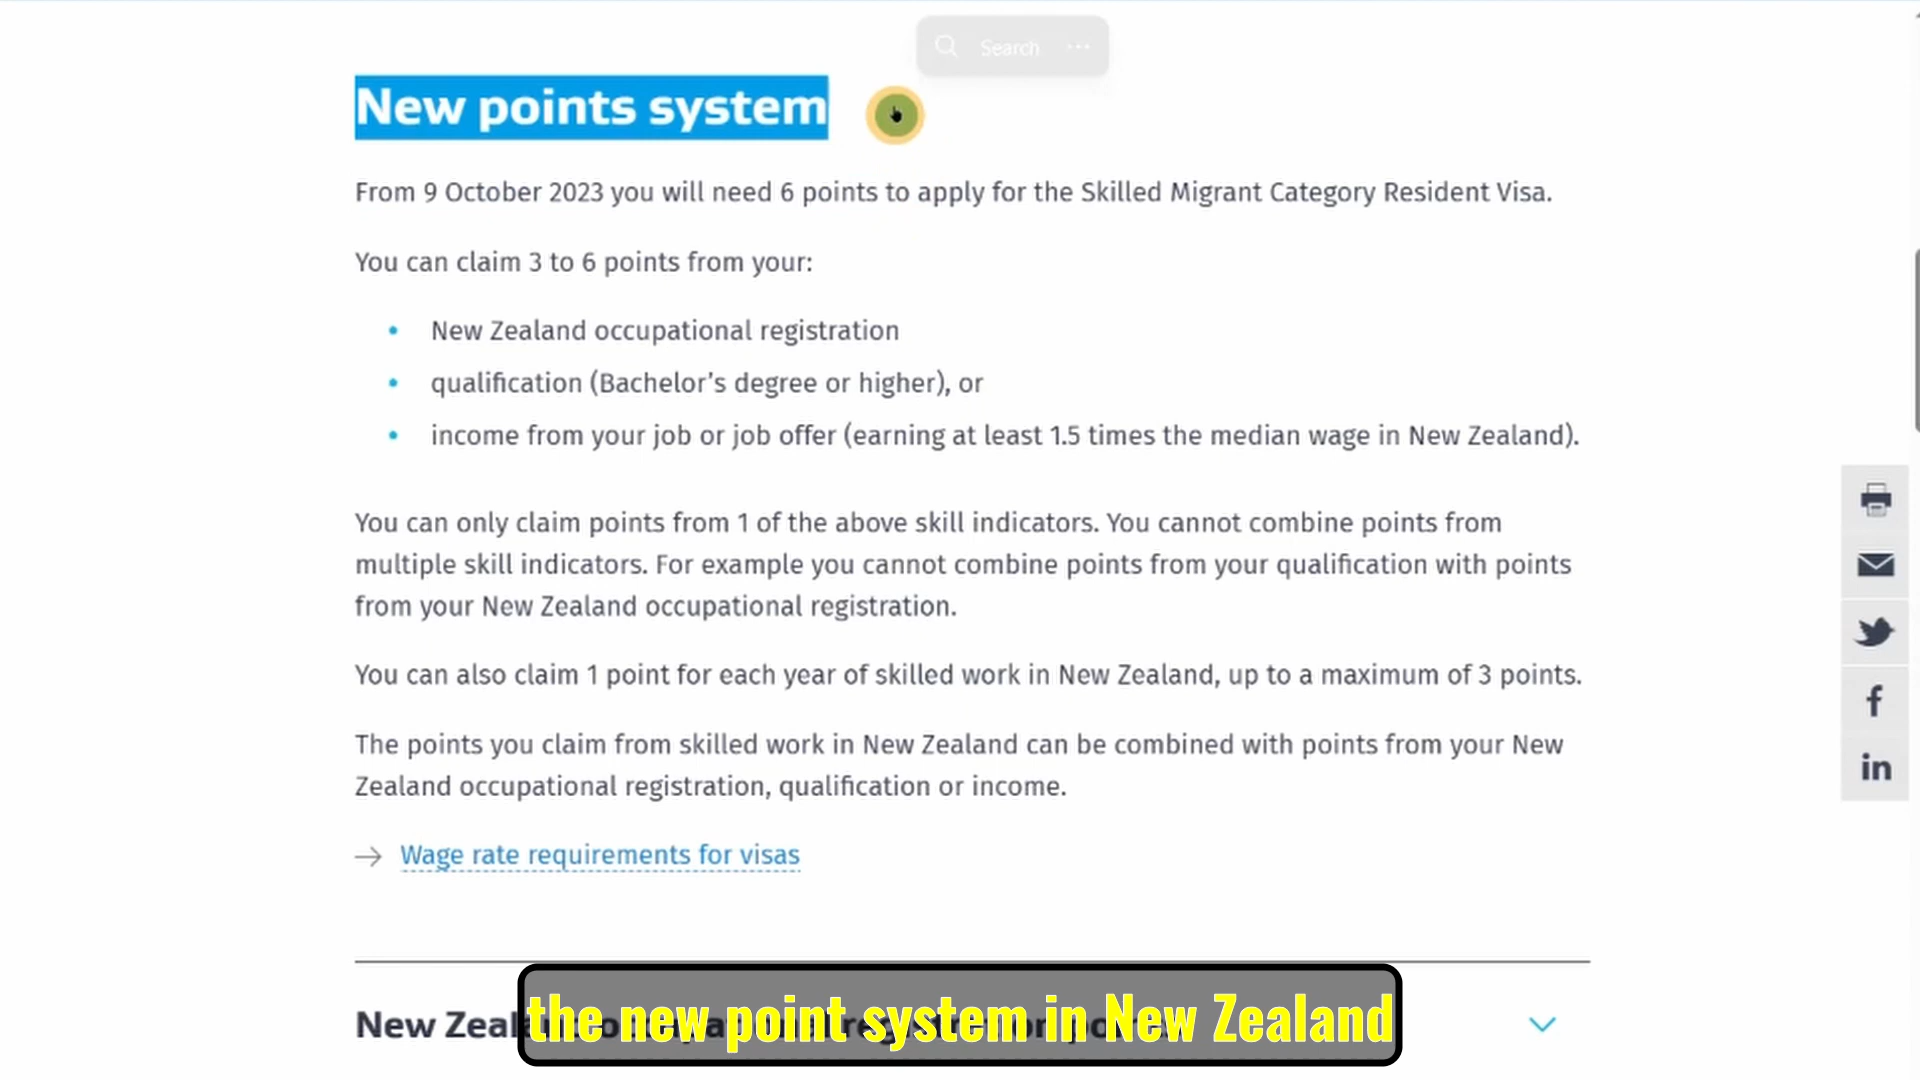 Search
New points system
From 9 October 2023 you will need 6 points to apply for the Skilled Migrant Category Resident Visa.
You can claim 3 to 6 points from your:
• New Zealand occupational registration
• qualification (Bachelor’s degree or higher), or
• income from your job or job offer (earning at least 1.5 times the median wage in New Zealand).
You can only claim points from 1 of the above skill indicators. You cannot combine points from
multiple skill indicators. For example you cannot combine points from your qualification with points
from your New Zealand occupational registration.
You can also claim 1 point for each year of skilled work in New Zealand, up to a maximum of 3 points.
The points you claim from skilled work in New Zealand can be combined with points from your New
Zealand occupational registration, qualification or income.
→ Wage rate requirements for visas
New
the new point system in New Zealand